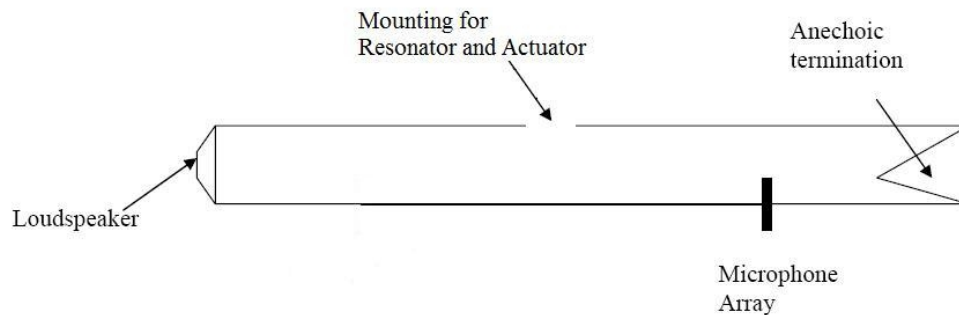 Mounting for
Resonator and Actuator
Anechoic
termination
Loudspeaker
Microphone
Array